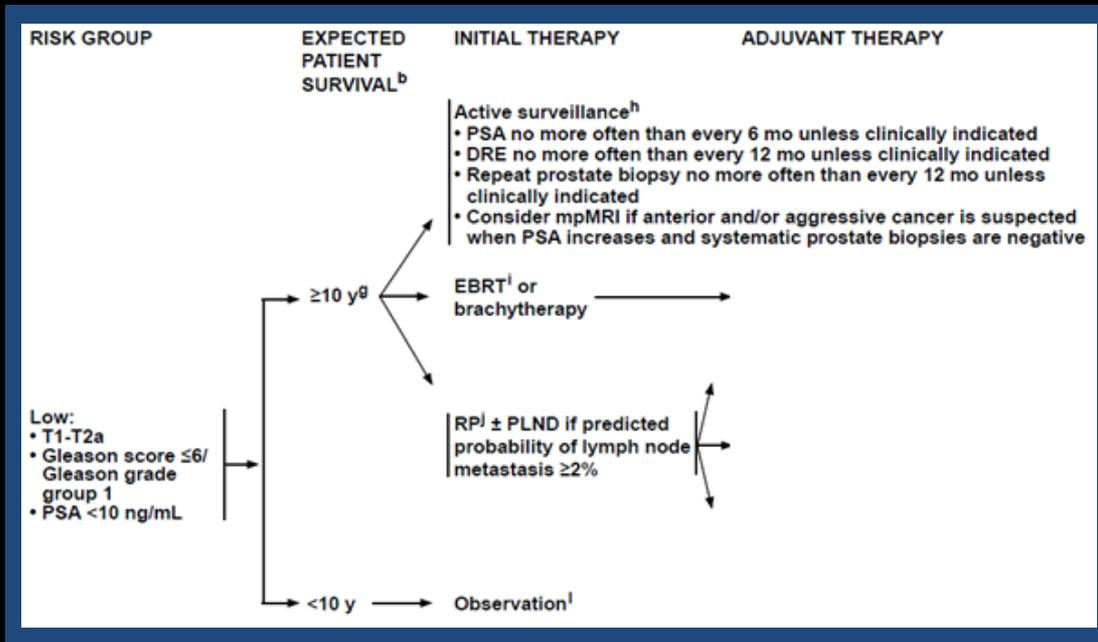 RISK GROUP
EXPECTED
PATIENT
SURVIVALb
INITIAL THERAPY
ADJUVANT THERAPY
Active surveillanceh
• PSA no more often than every 6 mo unless clinically indicated
• DRE no more often than every 12 mo unless clinically indicated
• Repeat prostate biopsy no more often than every 12 mo unless
clinically indicated
• Consider mpMRI if anterior and/or aggressive cancer is suspected
when PSA increases and systematic prostate biopsies are negative
≥10 yg
EBRTi or
brachytherapy
Low:
• T1-T2a
• Gleason score ≤6/
Gleason grade
group 1
• PSA <10 ng/mL
RPj ± PLND if predicted
probability of lymph node
metastasis ≥2%
<10 y
Observationl